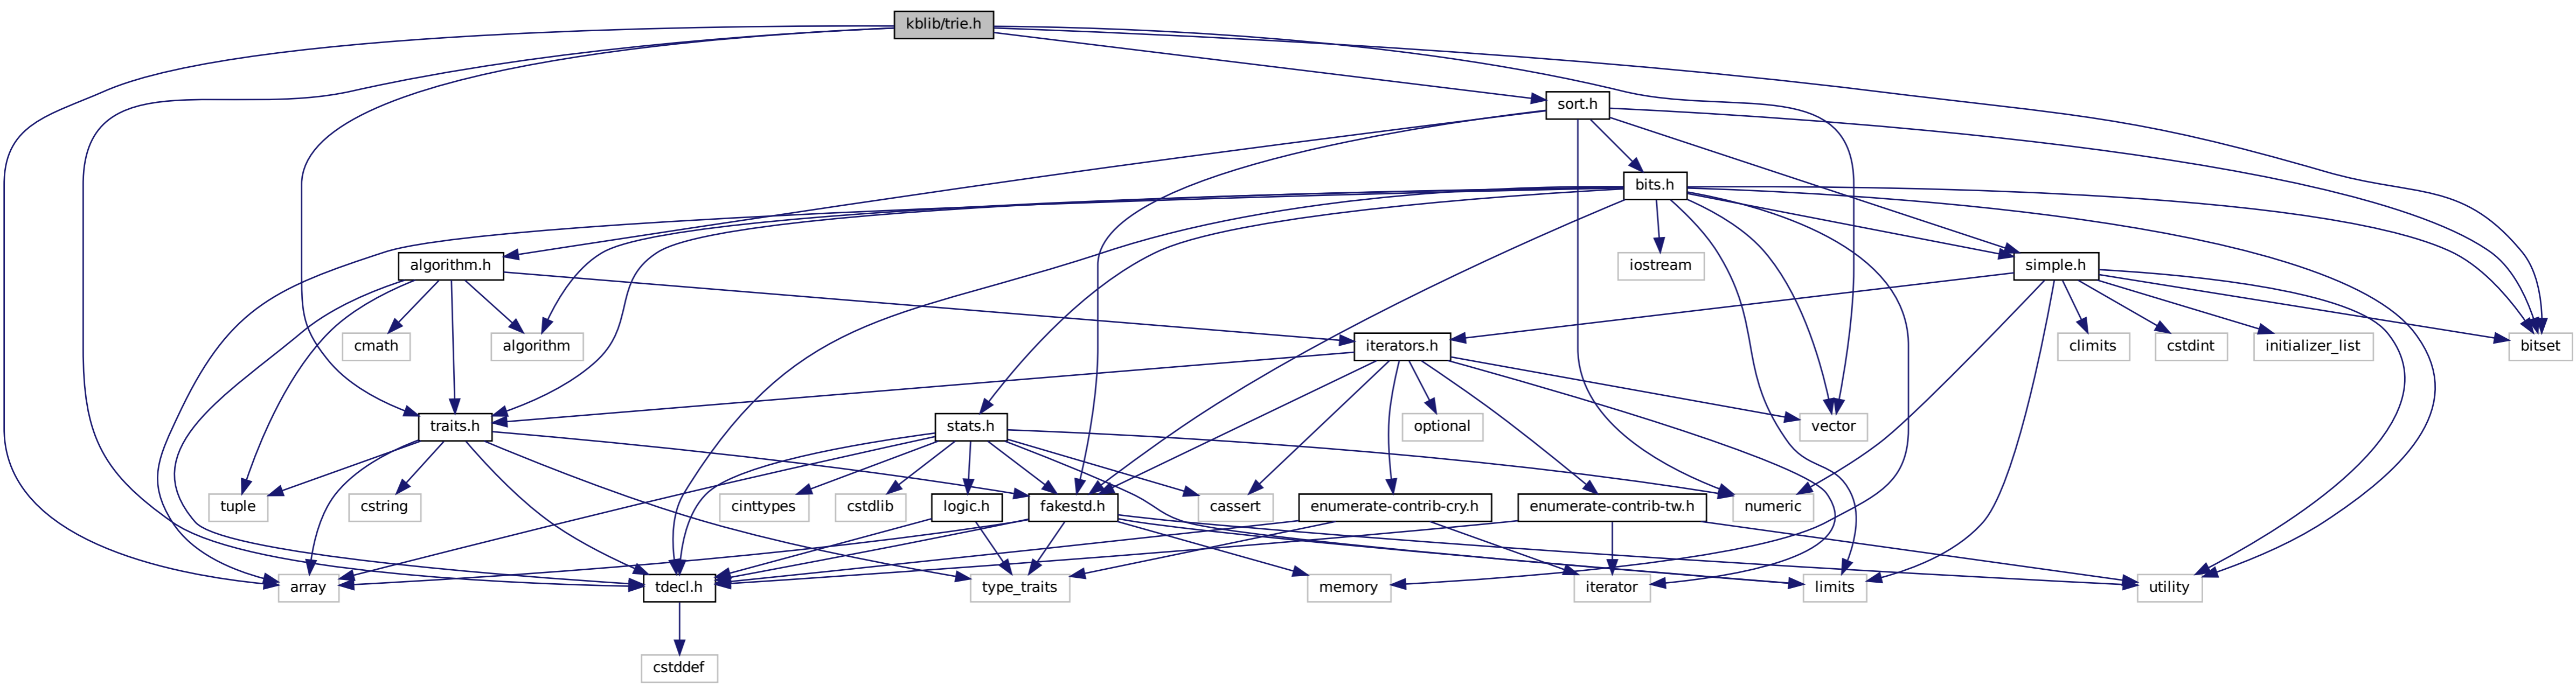 kblib/trie.h
sort.h
bits.h
algorithm.h
iostream
simple.h
cmath
algorithm
iterators.h
climits
cstdint
initializer_list
bitset
traits.h
stats.h
optional
vector
tuple
cstring
cinttypes
cstdlib
logic.h
fakestd.h
cassert
enumerate-contrib-cry.h
enumerate-contrib-tw.h
numeric
array
tdecl.h
type_traits
memory
iterator
limits
utility
cstddef